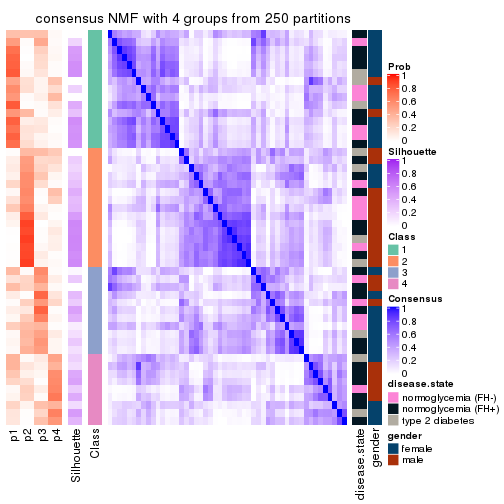 consensus NMF with 4 groups from 250 partitions
p1
p2
p3
p4
Silhouette
Class
disease.state
gender
Prob
1
0.8
0.6
0.4
0.2
0
Silhouette
1
0.8
0.6
0.4
0.2
0
Class
1
2
3
4
Consensus
1
0.8
0.6
0.4
0.2
0
disease.state
normoglycemia (FH-)
normoglycemia (FH+)
type 2 diabetes
gender
female
male